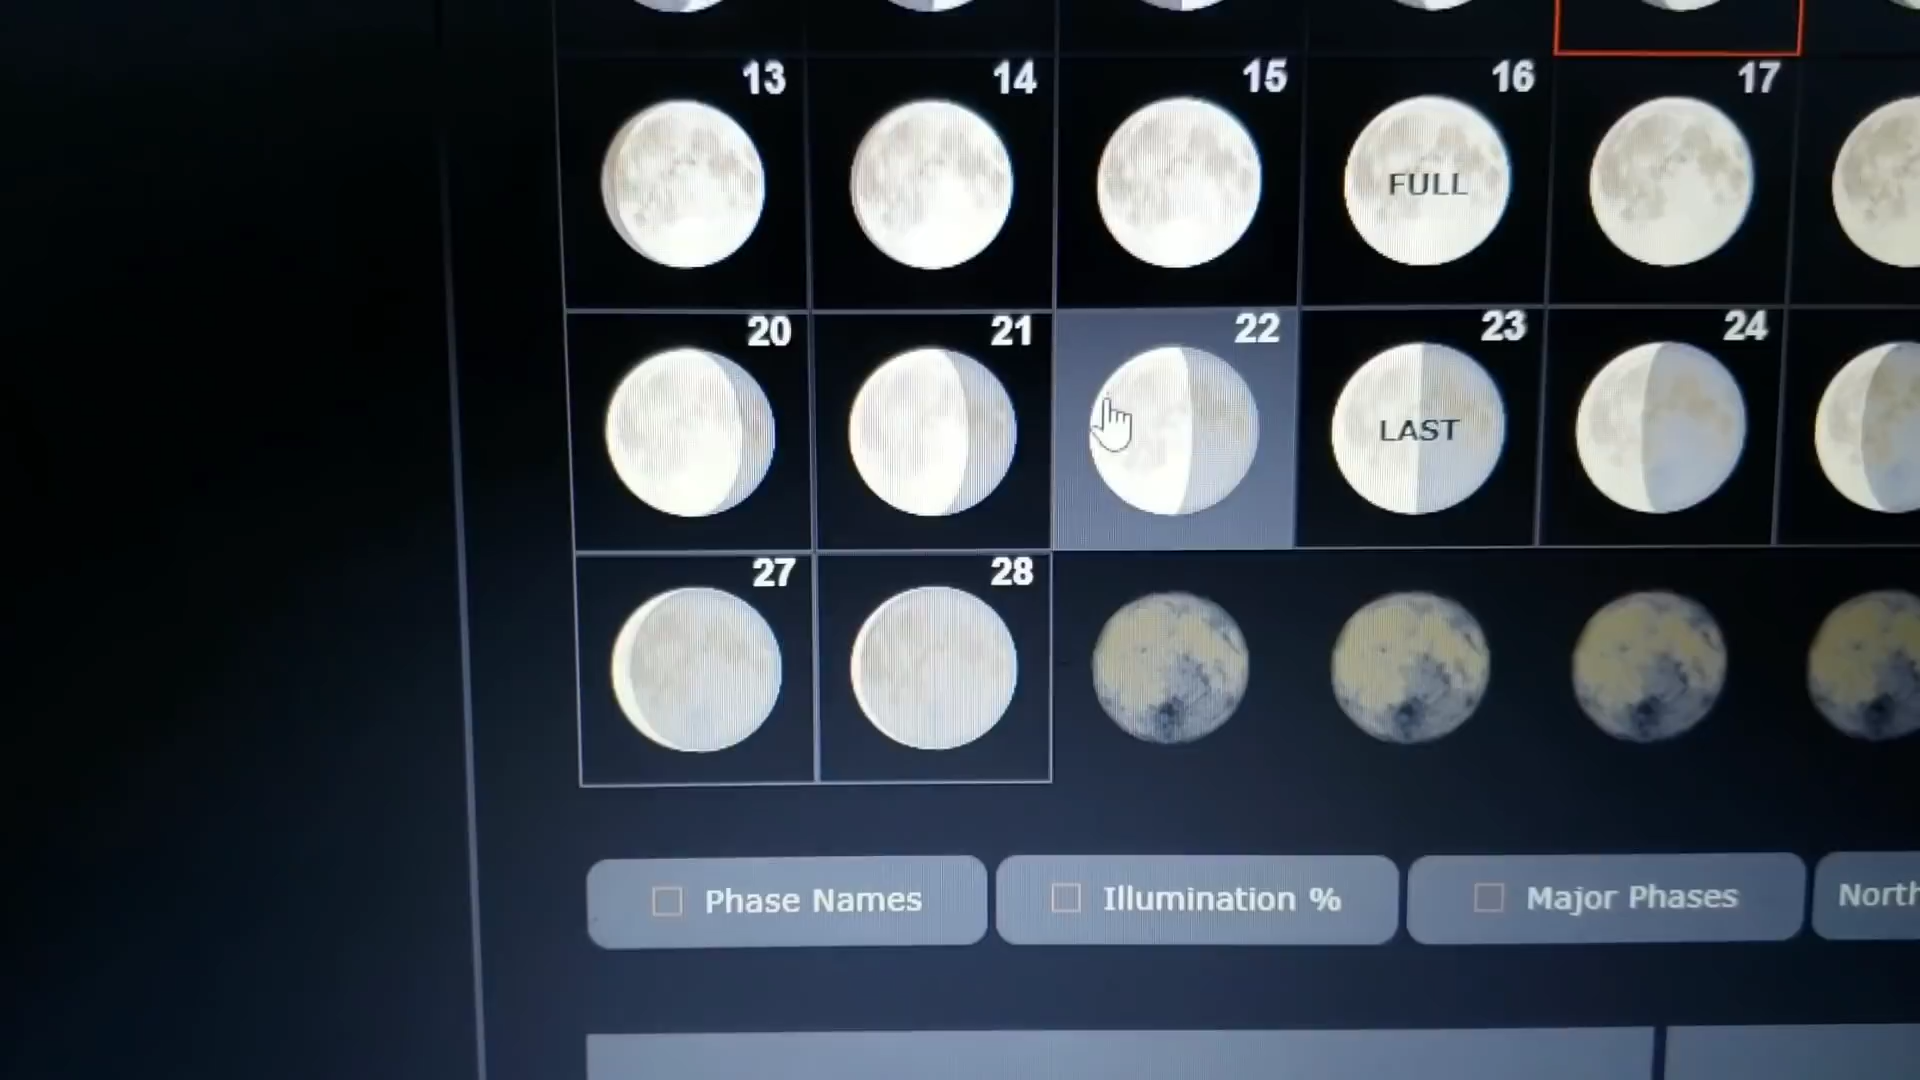 13 14 15 16 17
FULL
20 21 22 23 24
LAST
27 28
Phase Names Illumination % Major Phases North